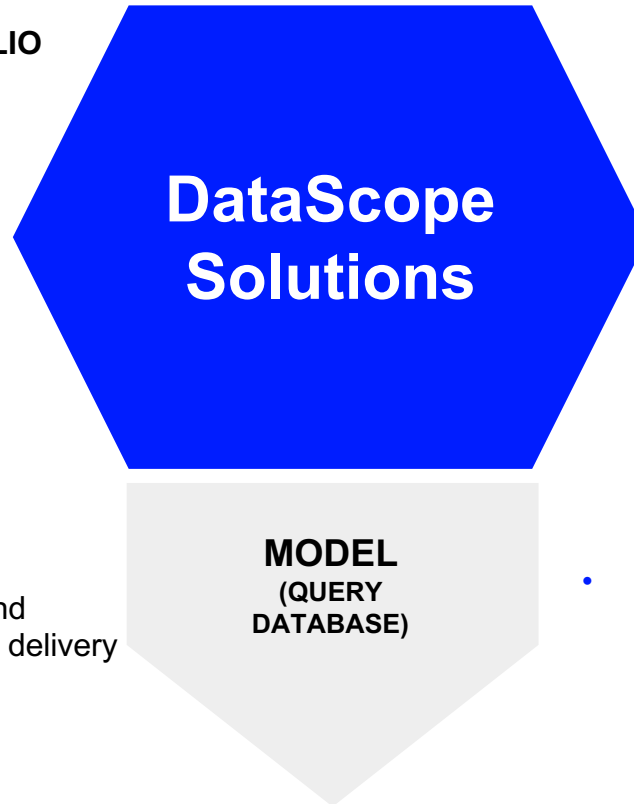 LIO
DataScope
Solutions
MODEL
(QUERY
DATABASE)
nd
delivery